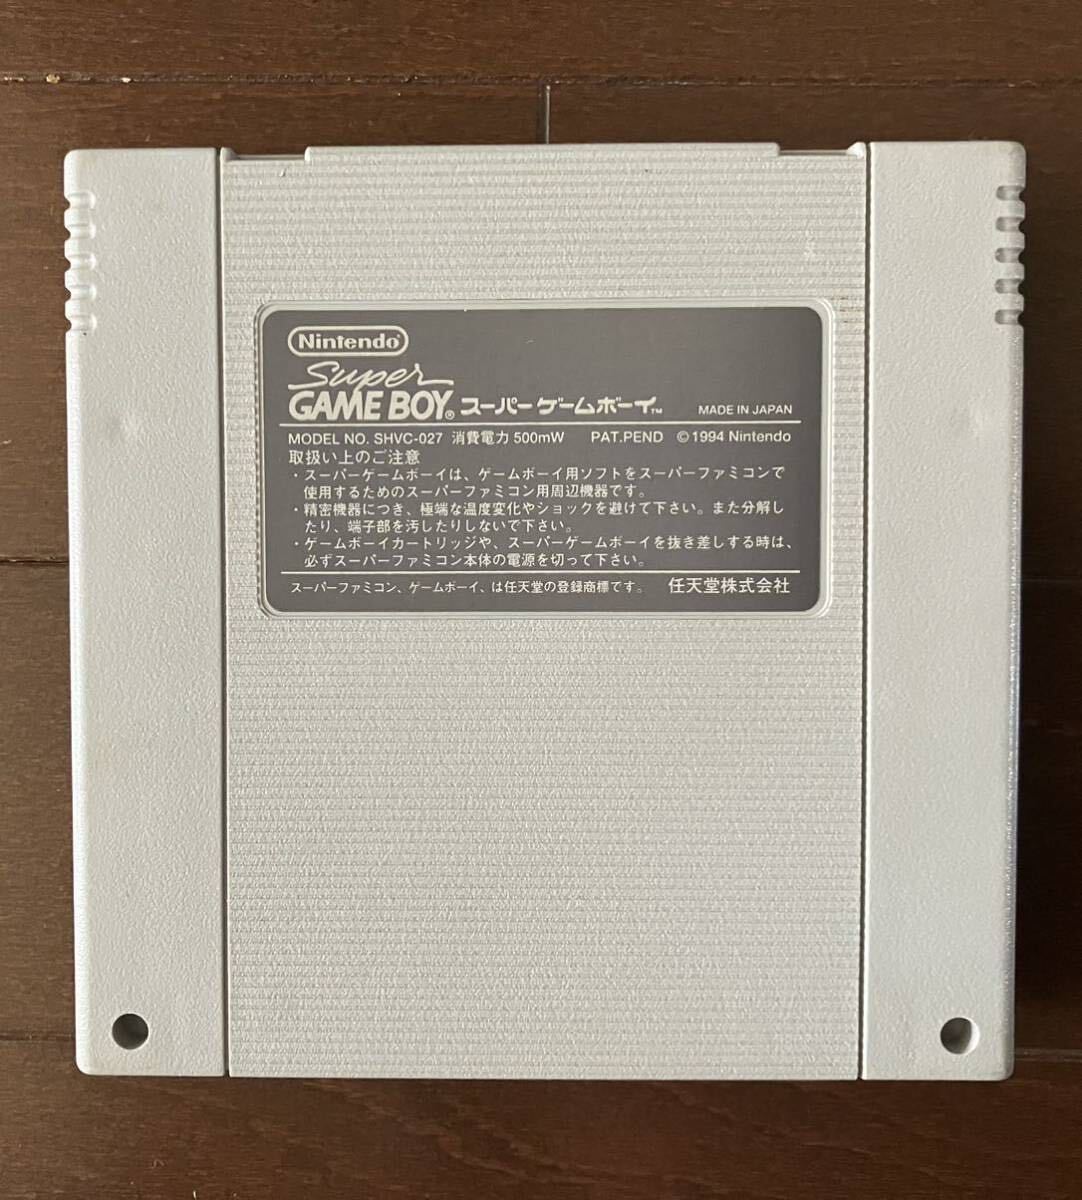 Nintendo
Super
GAME BOY® スーパーゲームボーイ™ MADE IN JAPAN
MODEL NO. SHVC-027 消費電力 500mW PAT.PEND ©1994 Nintendo
取扱い上のご注意
・スーパーゲームボーイは、ゲームボーイ用ソフトをスーパーファミコンで
使用するためのスーパーファミコン用周辺機器です。
・精密機器につき、極端な温度変化やショックを避けて下さい。また分解し
たり、端子部を汚したりしないで下さい。
・ゲームボーイカートリッジや、スーパーゲームボーイを抜き差しする時は、
必ずスーパーファミコン本体の電源を切って下さい。
スーパーファミコン、ゲームボーイ、は任天堂の登録商標です。 任天堂株式会社